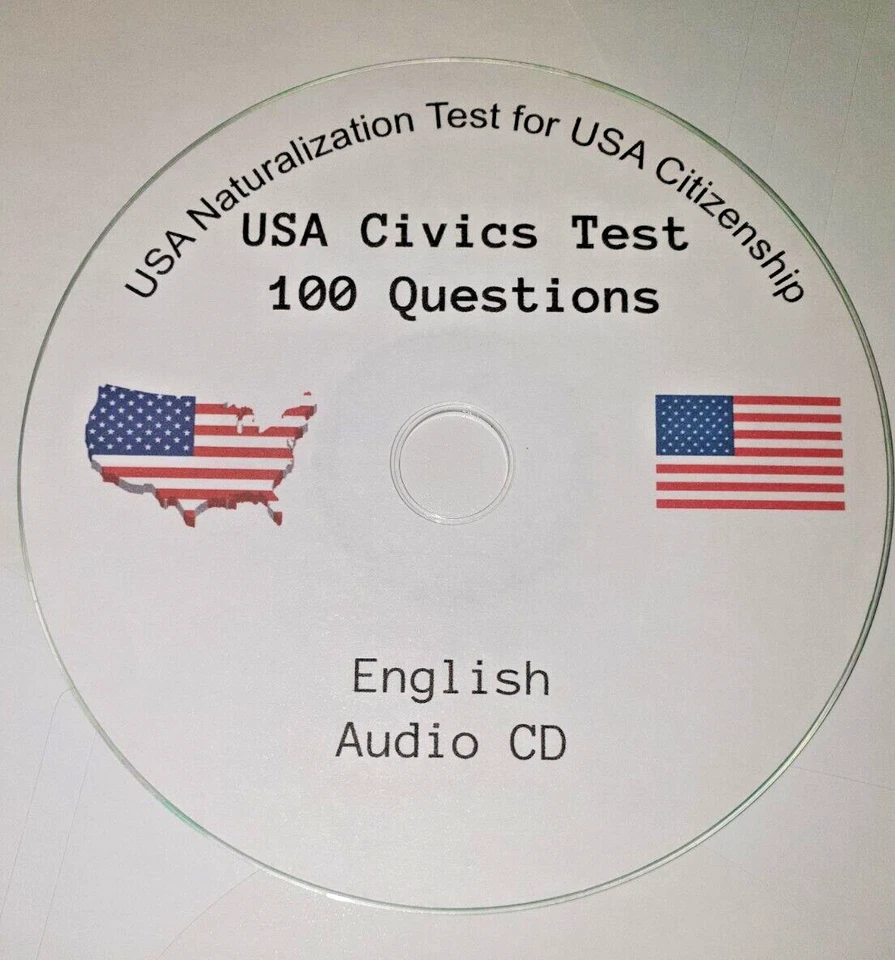 USA Naturalization Test for USA Citizenship
USA Civics Test
100 Questions
English
Audio CD